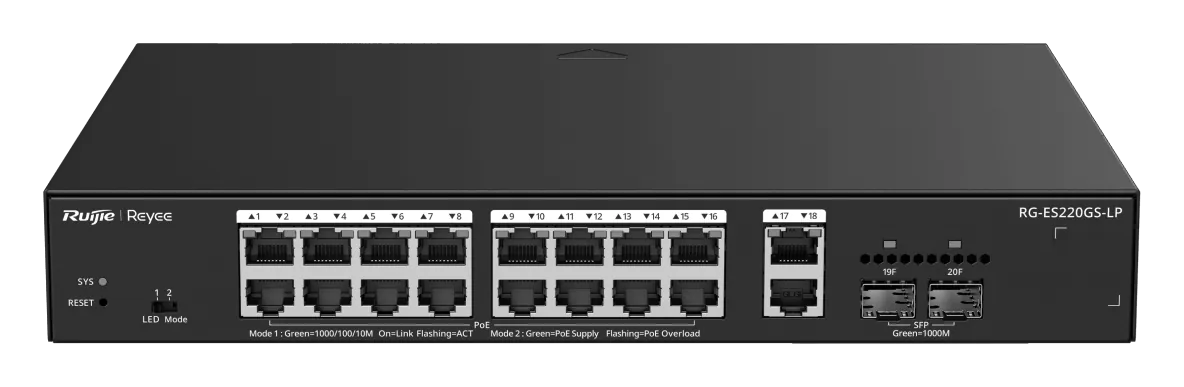 Ruijie | Reyee
RG-ES220GS-LP
▲1 ▼2 ▲3 ▼4 ▲5 ▼6 ▲7 ▼8
▲9 ▼10 ▲11 ▼12 ▲13 ▼14 ▲15 ▼16
▲17 ▼18
19F 20F
SYS
RESET
1 2
LED Mode
PoE
Mode 1 : Green=1000/100/10M On=Link Flashing=ACT Mode 2 : Green=PoE Supply Flashing=PoE Overload
SFP
Green=1000M